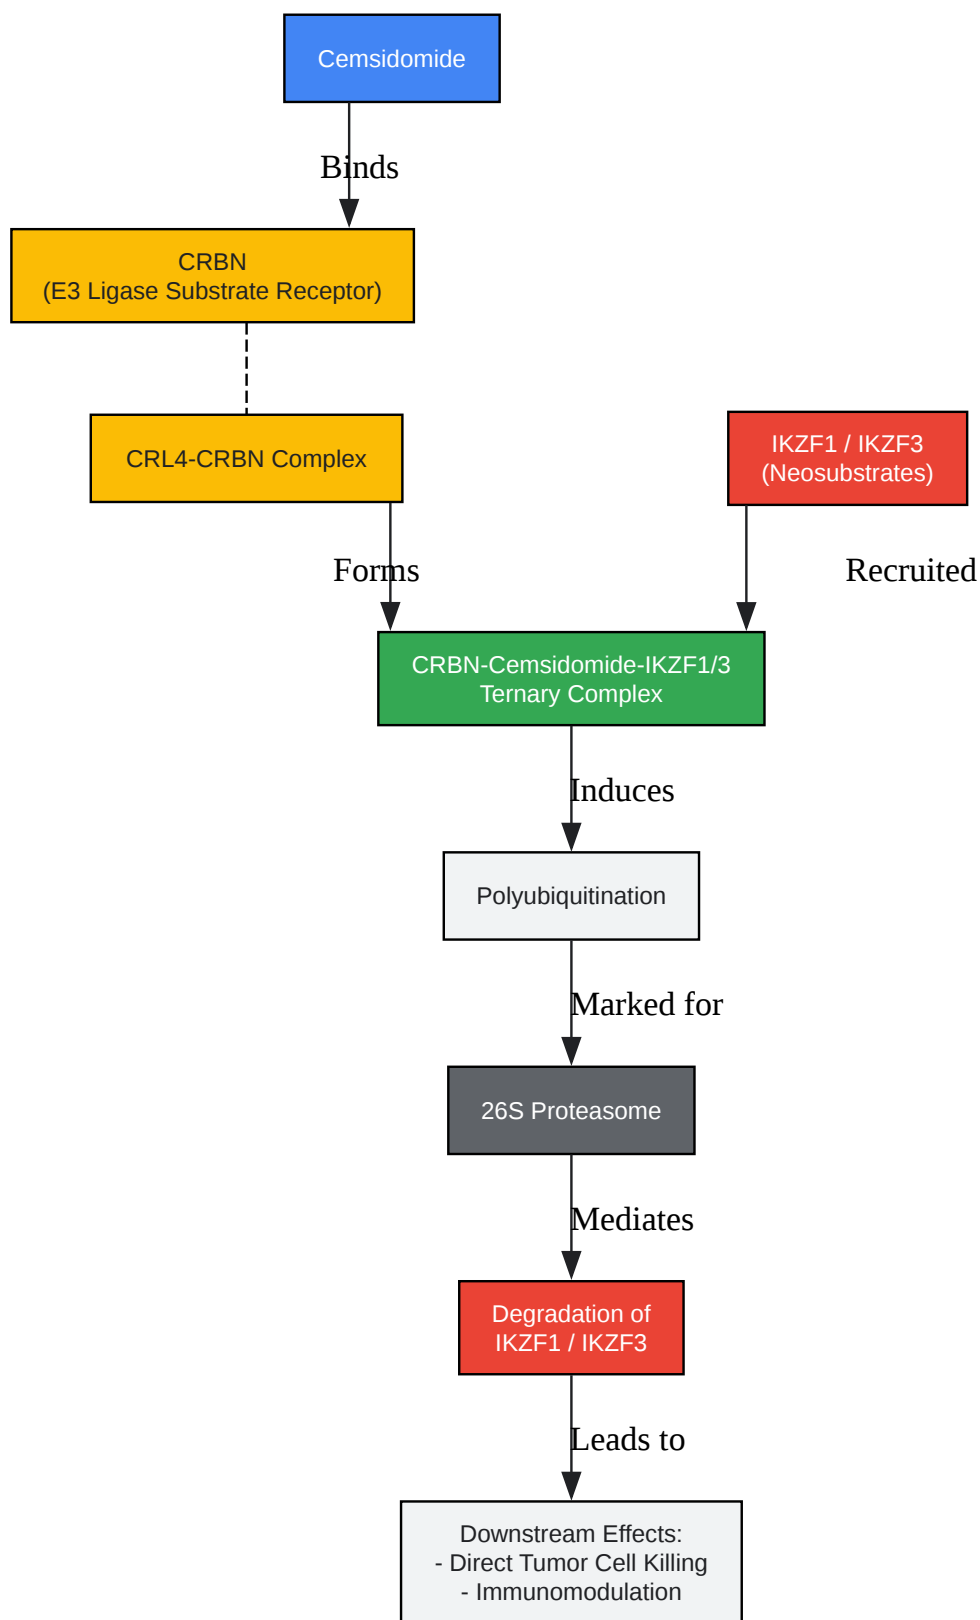 Cemsidomide
Binds
CRBN
(E3 Ligase Substrate Receptor)
CRL4-CRBN Complex
IKZF1 / IKZF3
(Neosubstrates)
Forms
Recruited
CRBN-Cemsidomide-IKZF1/3
Ternary Complex
Induces
Polyubiquitination
Marked for
26S Proteasome
Mediates
Degradation of
IKZF1 / IKZF3
Leads to
Downstream Effects:
- Direct Tumor Cell Killing
- Immunomodulation